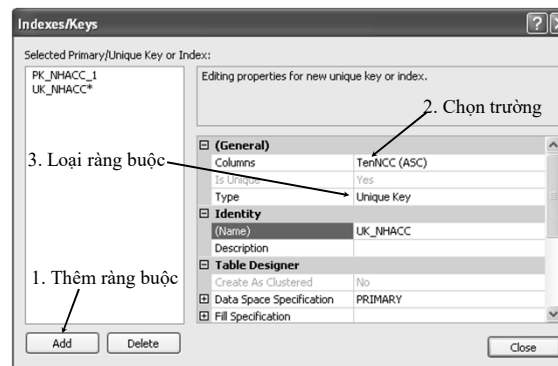 Indexes/Keys
Selected Primary/Unique Key or Index:
PK_NHACC_1
UK_NHACC*
Editing properties for new unique key or index.
2. Chọn trường
(General)
Columns TenNCC (ASC)
3. Loại ràng buộc
Is Unique Yes
Type Unique Key
Identity
(Name) UK_NHACC
Description
Table Designer
1. Thêm ràng buộc
Create As Clustered No
Data Space Specification PRIMARY
Fill Specification
Add Delete
Close